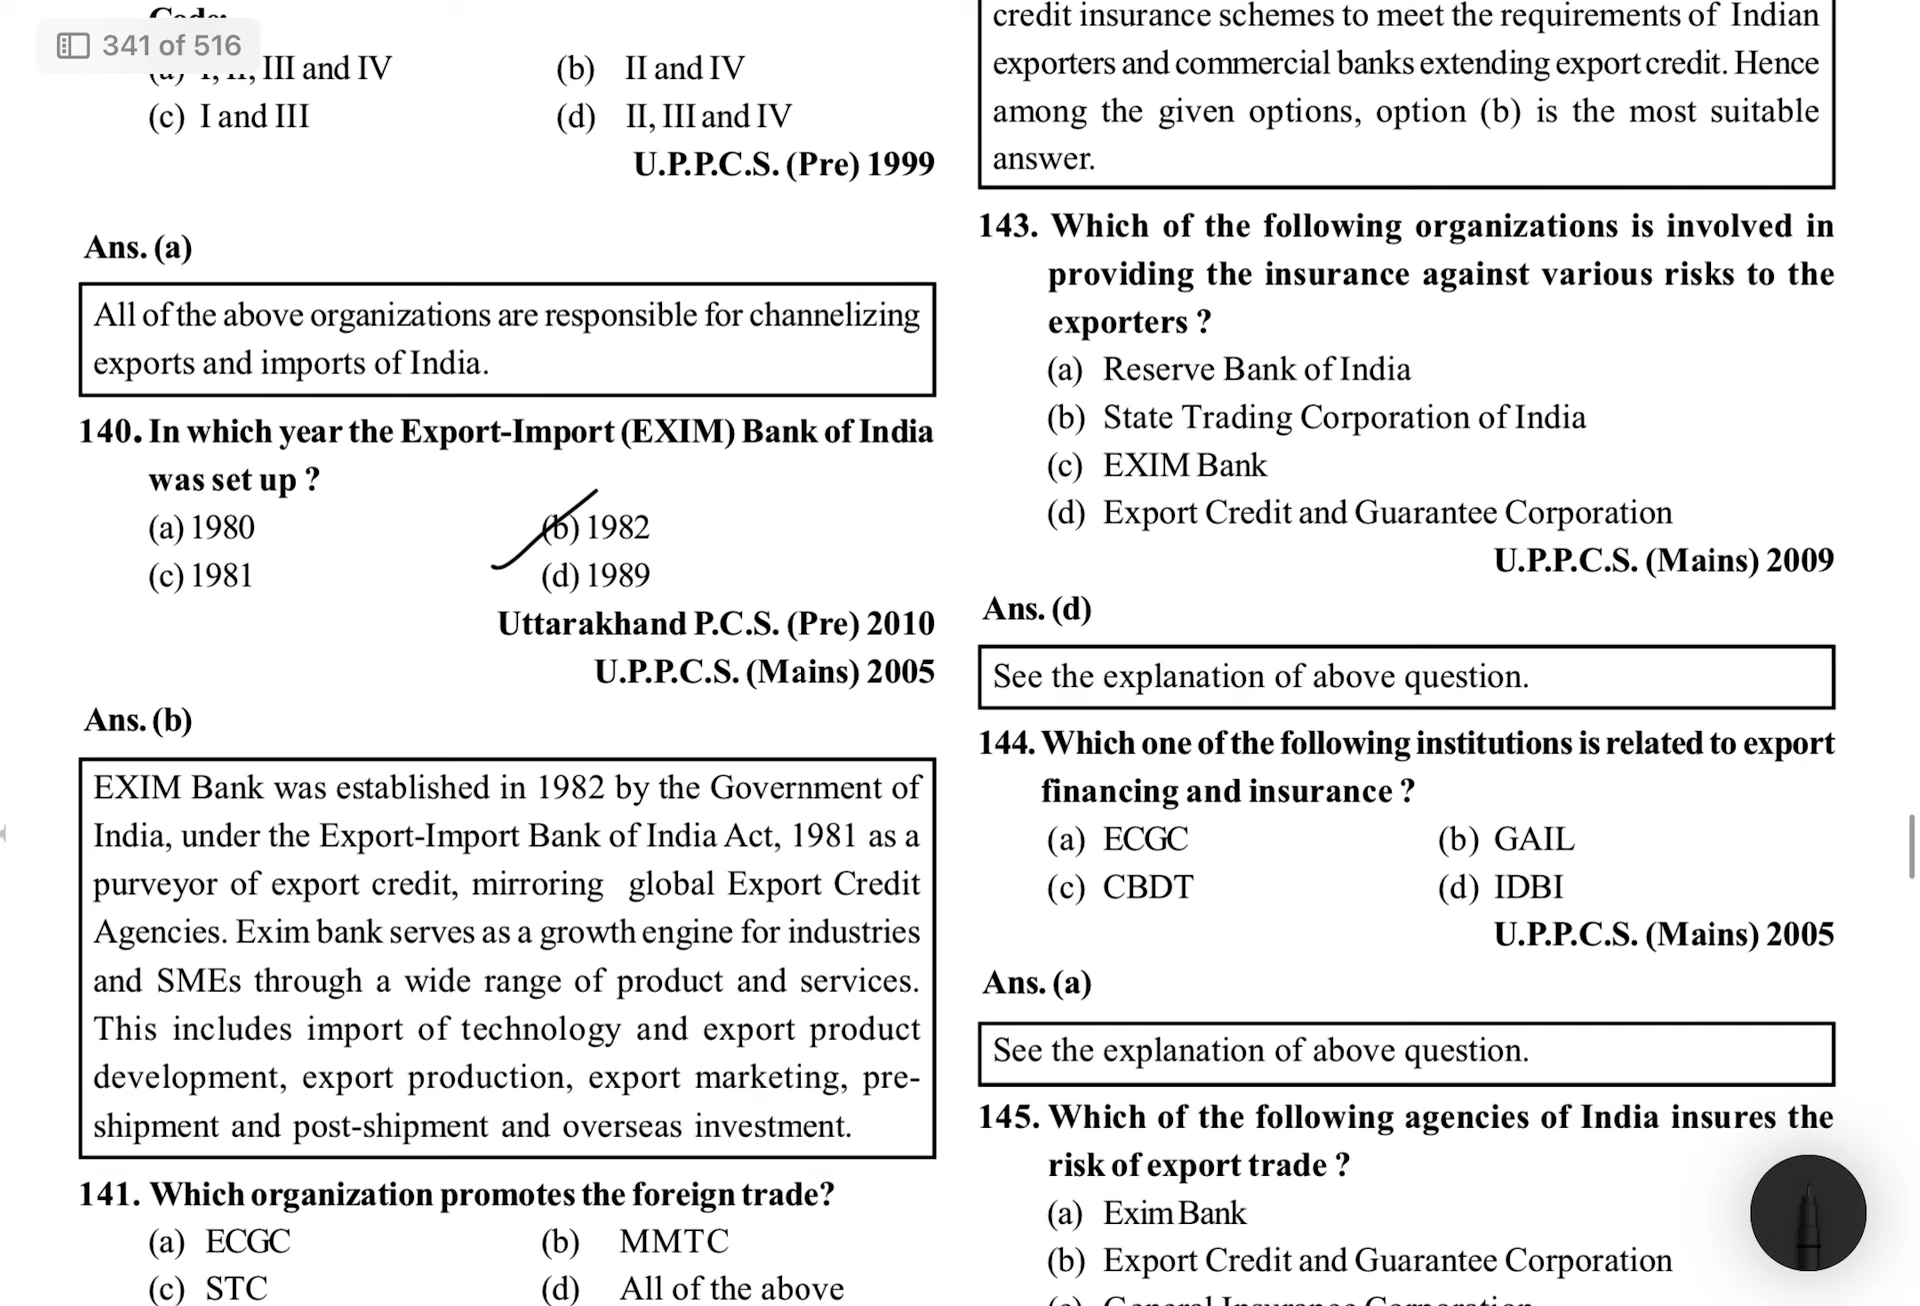 341 of 516
III and IV
(b) II and IV
(c) I and III
(d) II, III and IV
U.P.P.C.S. (Pre) 1999
Ans. (a)
All of the above organizations are responsible for channelizing
exports and imports of India.
140. In which year the Export-Import (EXIM) Bank of India
was set up ?
(a) 1980
(b) 1982
(c) 1981
(d) 1989
Uttarakhand P.C.S. (Pre) 2010
U.P.P.C.S. (Mains) 2005
Ans. (b)
EXIM Bank was established in 1982 by the Government of
India, under the Export-Import Bank of India Act, 1981 as a
purveyor of export credit, mirroring global Export Credit
Agencies. Exim bank serves as a growth engine for industries
and SMEs through a wide range of product and services.
This includes import of technology and export product
development, export production, export marketing, pre-
shipment and post-shipment and overseas investment.
141. Which organization promotes the foreign trade?
(a) ECGC
(b) MMTC
(c) STC
(d) All of the above
credit insurance schemes to meet the requirements of Indian
exporters and commercial banks extending export credit. Hence
among the given options, option (b) is the most suitable
answer.
143. Which of the following organizations is involved in
providing the insurance against various risks to the
exporters ?
(a) Reserve Bank of India
(b) State Trading Corporation of India
(c) EXIM Bank
(d) Export Credit and Guarantee Corporation
U.P.P.C.S. (Mains) 2009
Ans. (d)
See the explanation of above question.
144. Which one of the following institutions is related to export
financing and insurance ?
(a) ECGC
(b) GAIL
(c) CBDT
(d) IDBI
U.P.P.C.S. (Mains) 2005
Ans. (a)
See the explanation of above question.
145. Which of the following agencies of India insures the
risk of export trade ?
(a) Exim Bank
(b) Export Credit and Guarantee Corporation